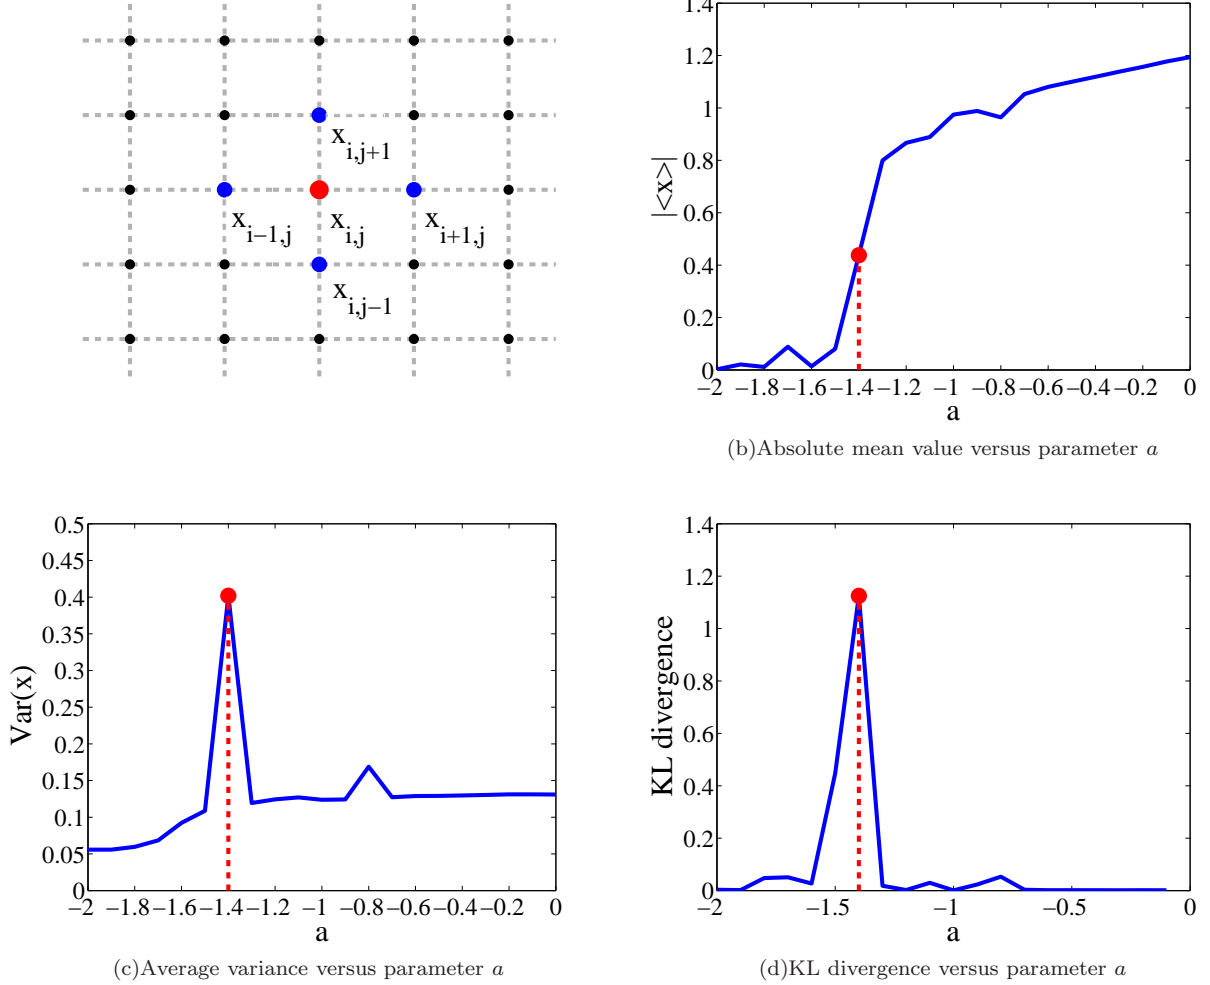 x_{i,j+1}
x_{i−1,j}
x_{i,j}
x_{i+1,j}
x_{i,j−1}
1.4
1.2
1
0.8
0.6
0.4
0.2
0
|<x>|
−2 −1.8 −1.6 −1.4 −1.2 −1 −0.8 −0.6 −0.4 −0.2 0
a
(b)Absolute mean value versus parameter a
0.5
0.45
0.4
0.35
0.3
0.25
0.2
0.15
0.1
0.05
0
Var(x)
−2 −1.8 −1.6 −1.4 −1.2 −1 −0.8 −0.6 −0.4 −0.2 0
a
(c)Average variance versus parameter a
1.4
1.2
1
0.8
0.6
0.4
0.2
0
KL divergence
−2 −1.5 −1 −0.5 0
a
(d)KL divergence versus parameter a